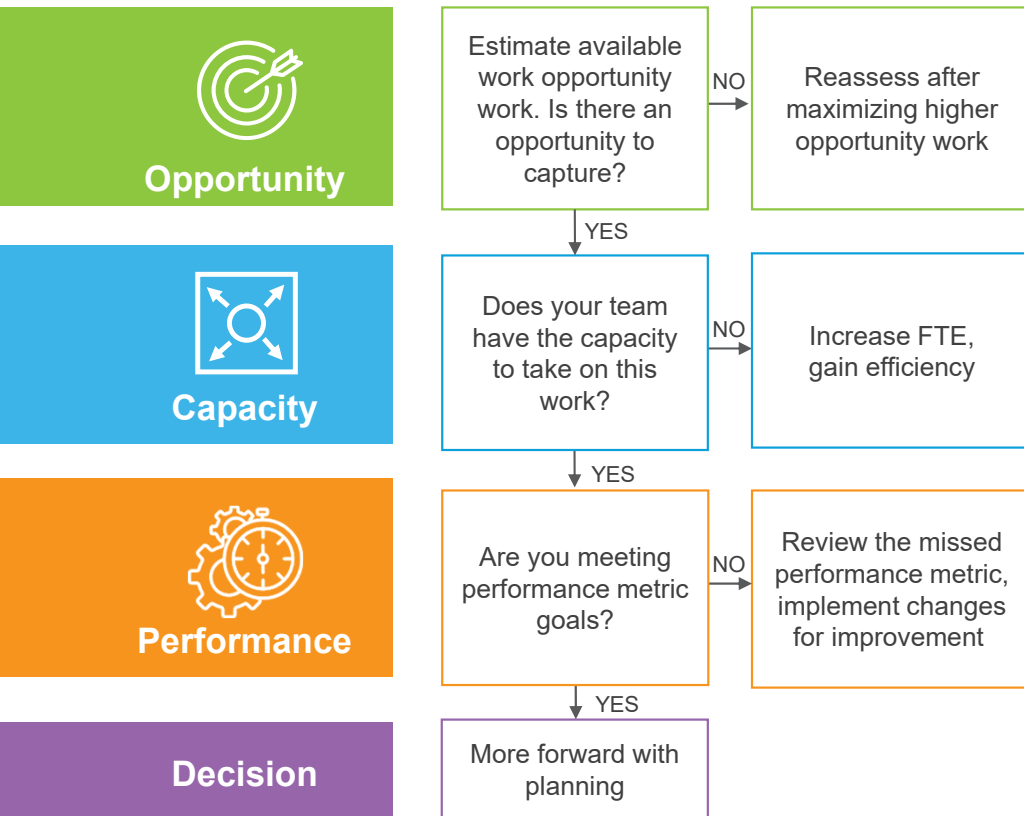 Opportunity
Estimate available
work opportunity
work. Is there an
opportunity to
capture?
NO
Reassess after
maximizing higher
opportunity work
YES
Capacity
Does your team
have the capacity
to take on this
work?
NO
Increase FTE,
gain efficiency
YES
Performance
Are you meeting
performance metric
goals?
NO
Review the missed
performance metric,
implement changes
for improvement
YES
Decision
More forward with
planning